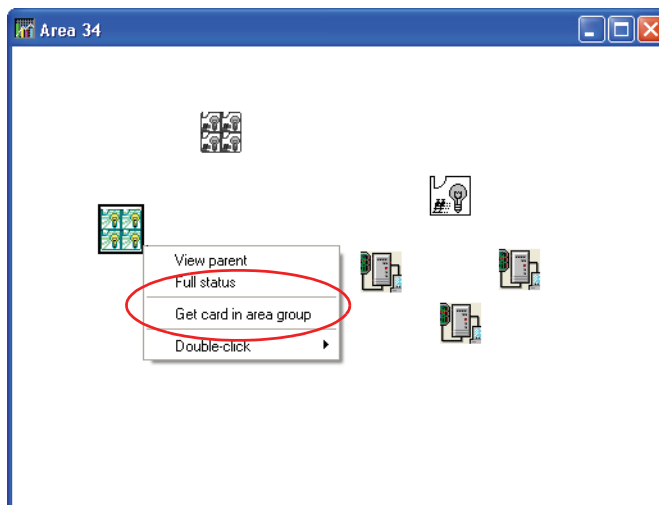 Area 34
View parent
Full status
Get card in area group
Double-click